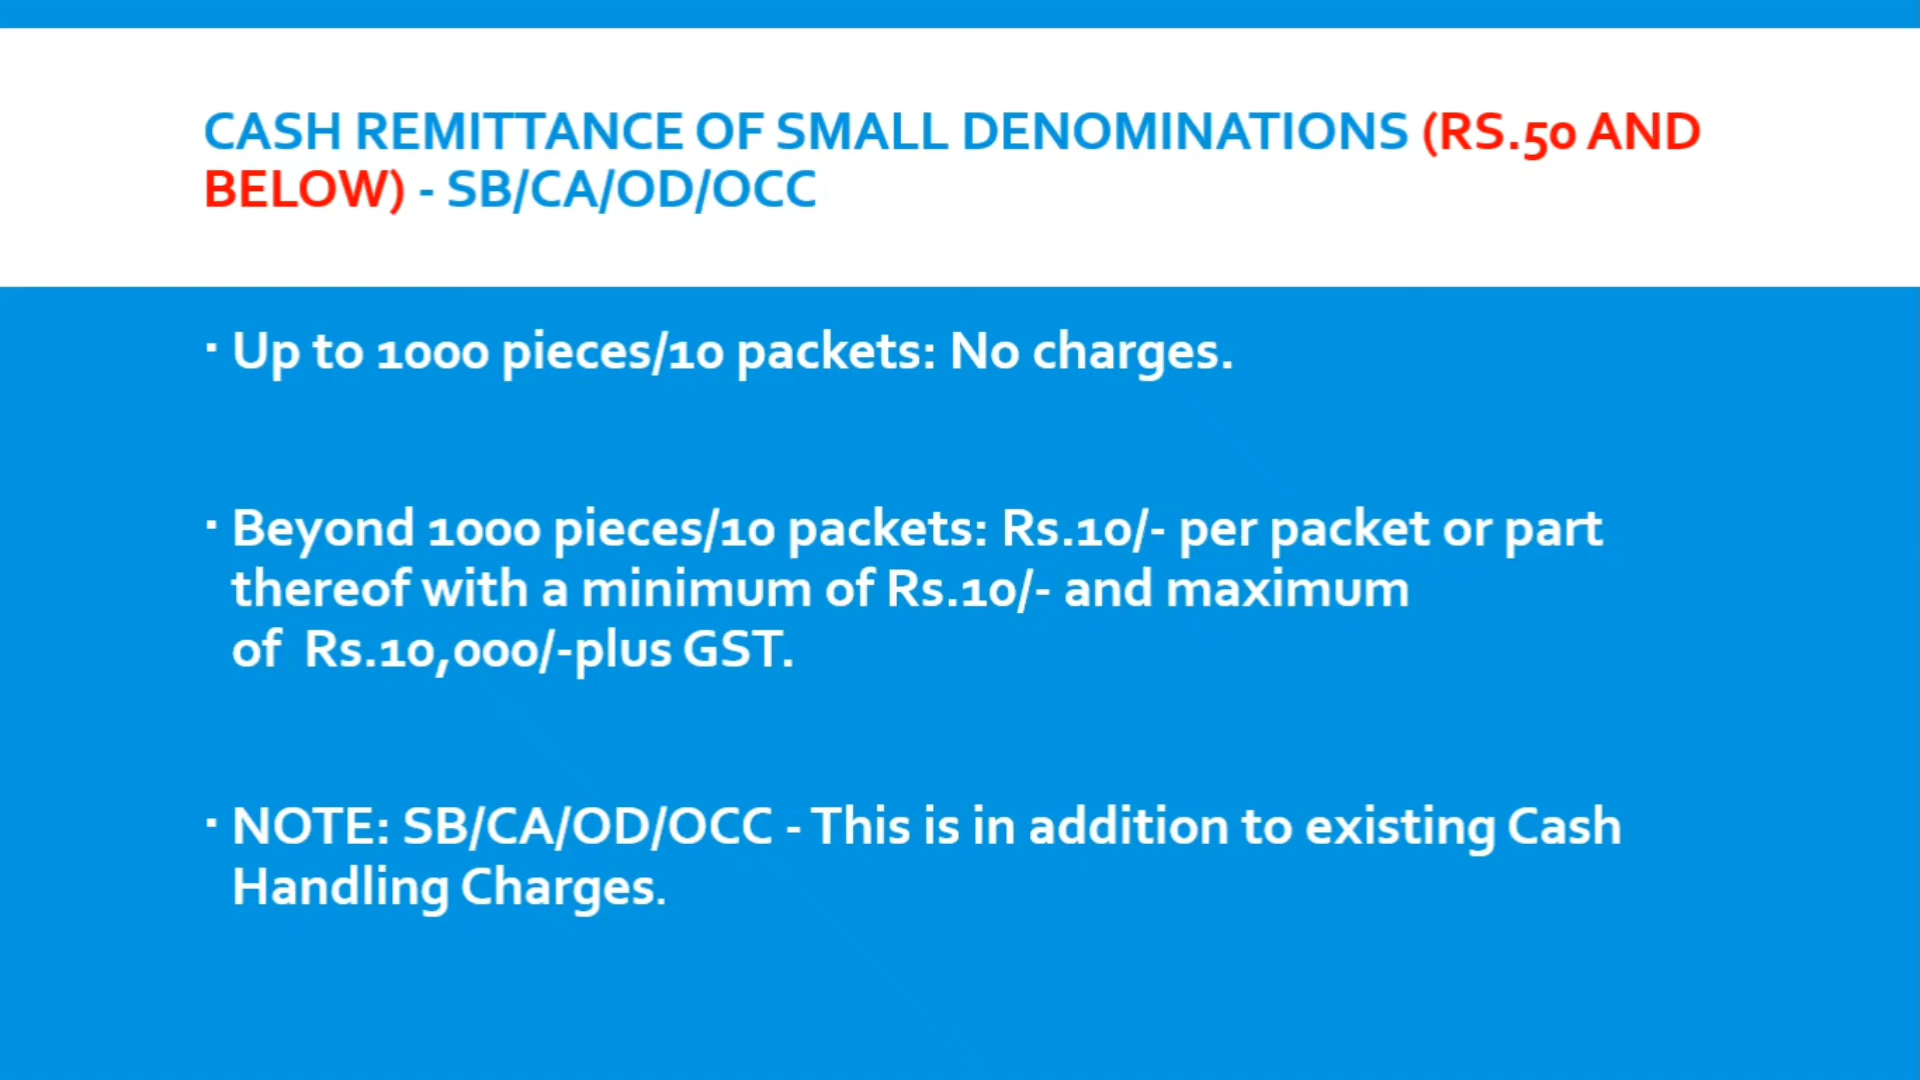 CASH REMITTANCE OF SMALL DENOMINATIONS (RS.50 AND
BELOW) - SB/CA/OD/OCC
▪ Up to 1000 pieces/10 packets: No charges.
▪ Beyond 1000 pieces/10 packets: Rs.10/- per packet or part
thereof with a minimum of Rs.10/- and maximum
of  Rs.10,000/-plus GST.
▪ NOTE: SB/CA/OD/OCC - This is in addition to existing Cash
Handling Charges.